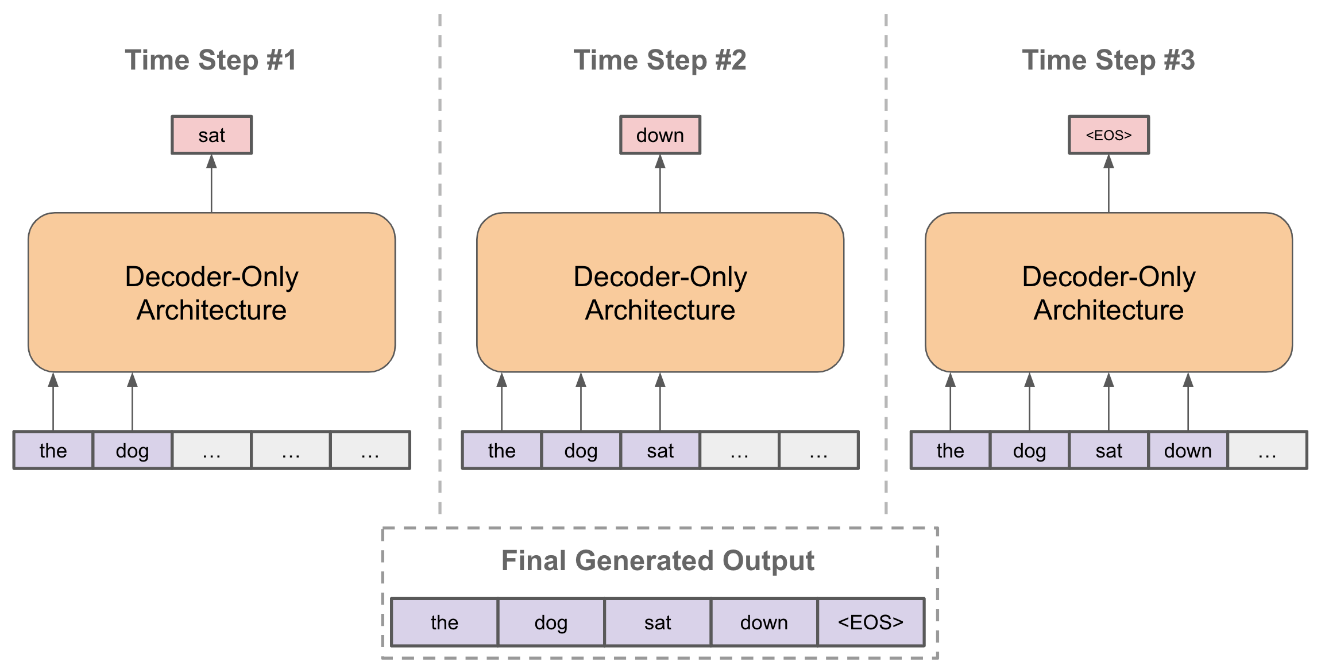 Time Step #1
sat
Decoder-Only
Architecture
the dog ... ... ...
Time Step #2
down
Decoder-Only
Architecture
the dog sat ... ...
Time Step #3
<EOS>
Decoder-Only
Architecture
the dog sat down ...
Final Generated Output
the dog sat down <EOS>